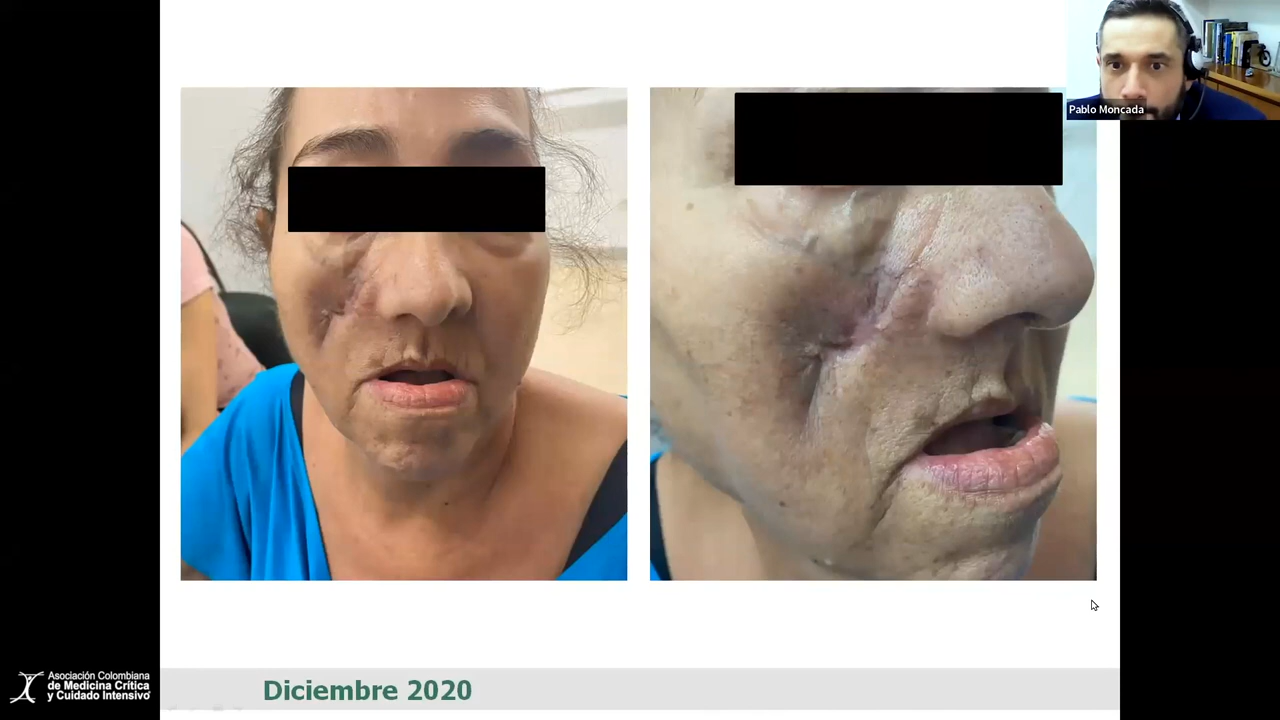 Pablo Moncada
Asociación Colombiana
de Medicina Crítica
y Cuidado Intensivo
Diciembre 2020